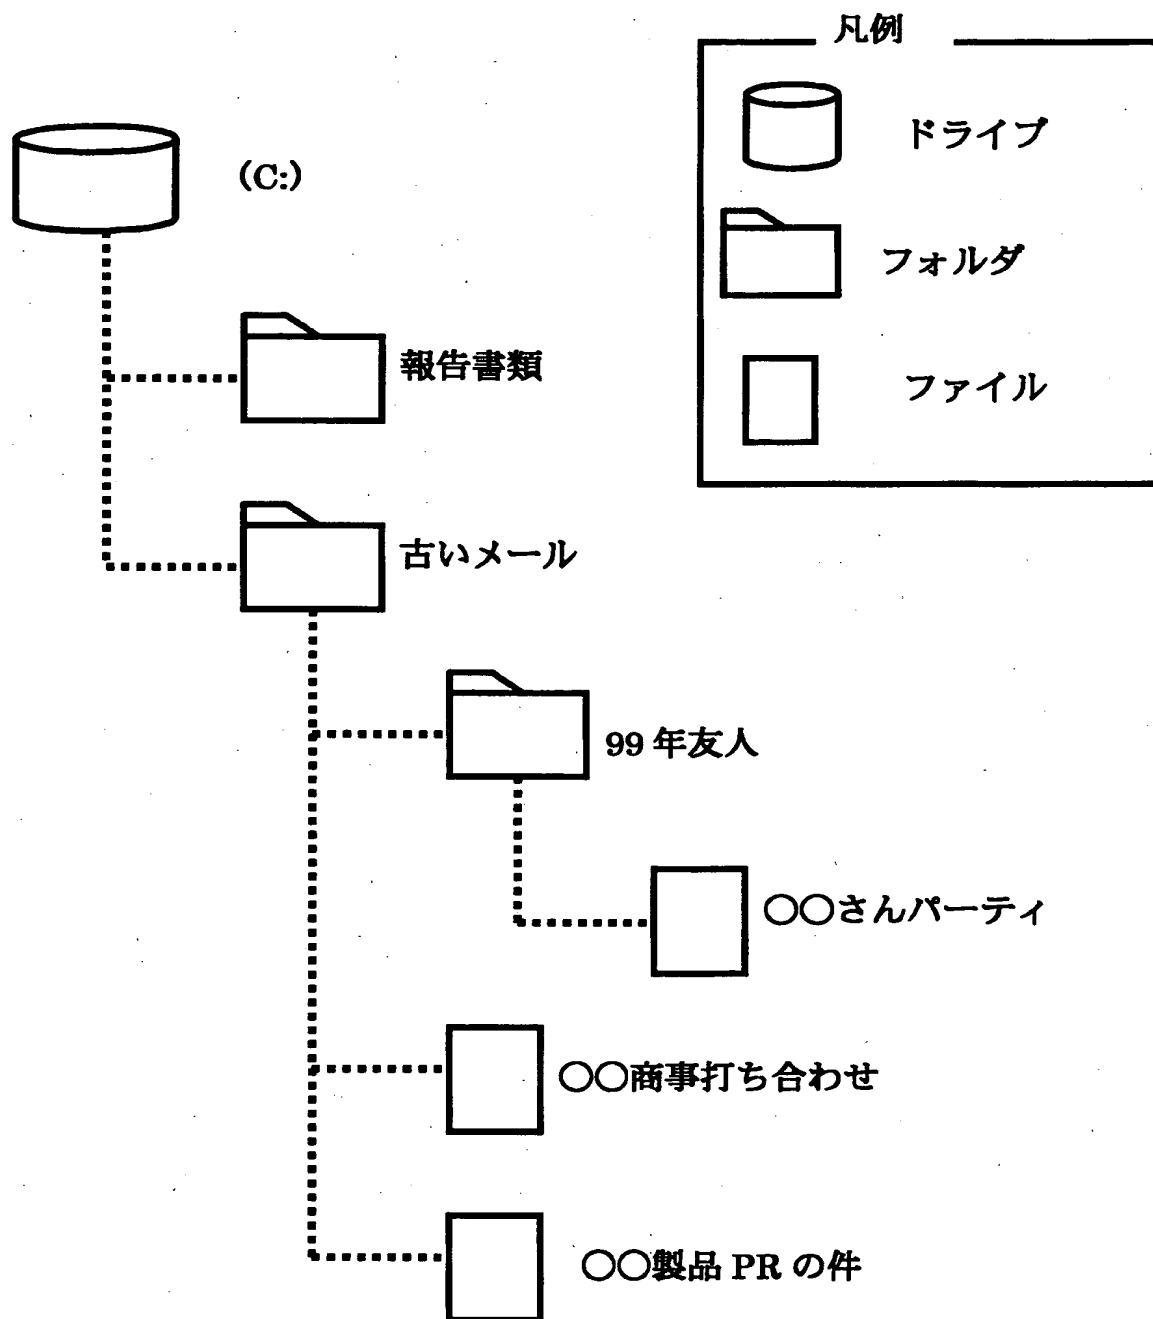 凡例
ドライブ
(C:)
フォルダ
報告書類
ファイル
古いメール
99年友人
○○さんパーティ
○○商事打ち合わせ
○○製品 PR の件